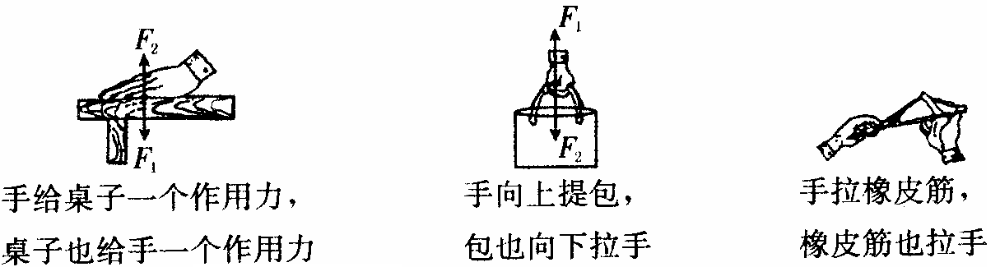 F₂
F₁
手给桌子一个作用力，
桌子也给手一个作用力
F₁
F₂
手向上提包，
包也向下拉手
手拉橡皮筋，
橡皮筋也拉手